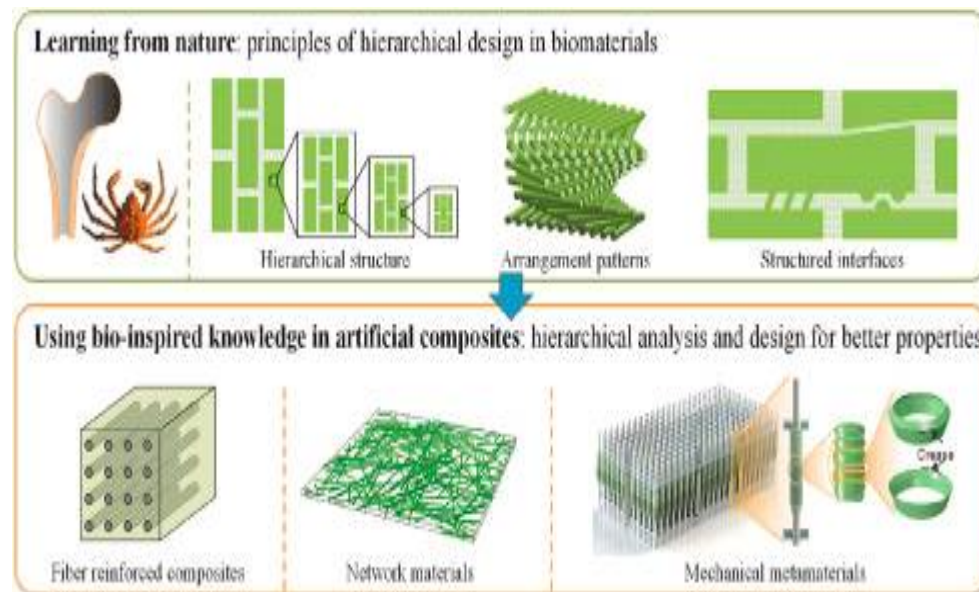 Learning from nature: principles of hierarchical design in biomaterials
Hierarchical structure
Arrangement patterns
Structured interfaces
Using bio-inspired knowledge in artificial composites: hierarchical analysis and design for better properties
Crease
Fiber reinforced composites
Network materials
Mechanical metamaterials